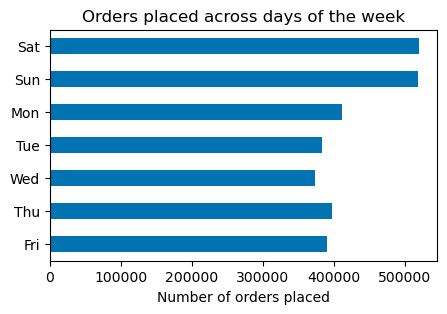 Orders placed across days of the week
Sat
Sun
Mon
Tue
Wed
Thu
Fri
0 100000 200000 300000 400000 500000
Number of orders placed